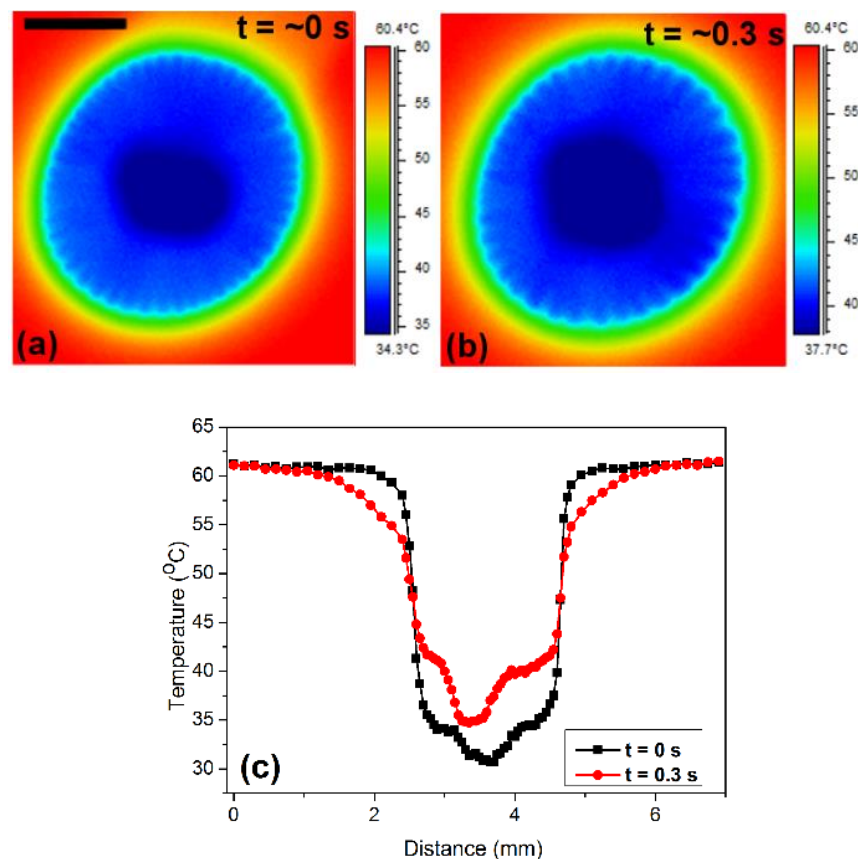 t = ~0 s
60.4°C
60
55
50
45
40
35
34.3°C
(a)
t = ~0.3 s
60.4°C
60
55
50
45
40
37.7°C
(b)
65
60
55
50
45
40
35
30
Temperature (°C)
(c)
t = 0 s
t = 0.3 s
0
2
4
6
Distance (mm)